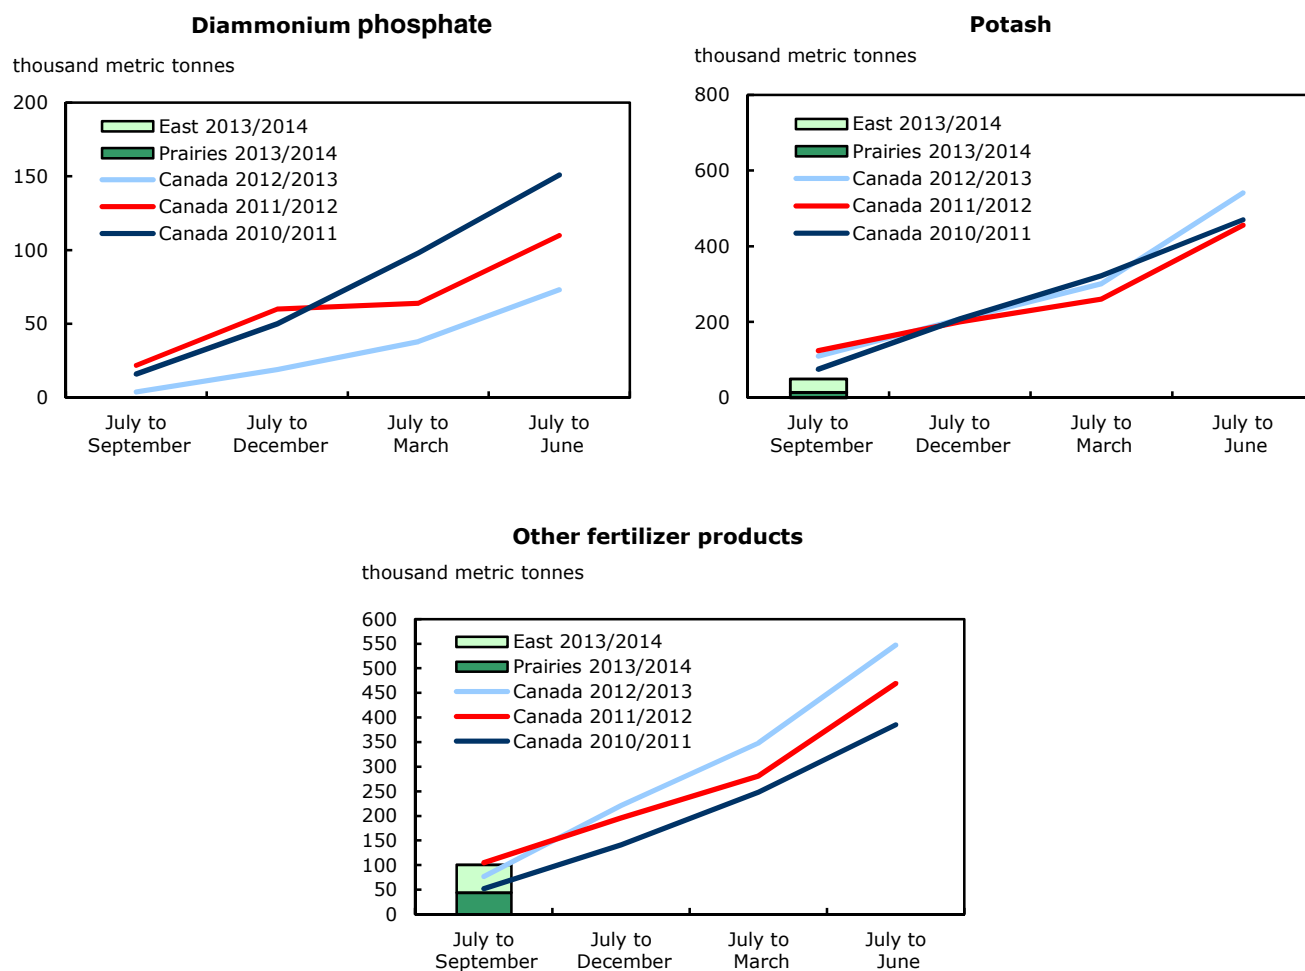 Diammonium phosphate
thousand metric tonnes
200
150
100
50
0
East 2013/2014
Prairies 2013/2014
Canada 2012/2013
Canada 2011/2012
Canada 2010/2011
July to September
July to December
July to March
July to June
Potash
thousand metric tonnes
800
600
400
200
0
East 2013/2014
Prairies 2013/2014
Canada 2012/2013
Canada 2011/2012
Canada 2010/2011
July to September
July to December
July to March
July to June
Other fertilizer products
thousand metric tonnes
600
550
500
450
400
350
300
250
200
150
100
50
0
East 2013/2014
Prairies 2013/2014
Canada 2012/2013
Canada 2011/2012
Canada 2010/2011
July to September
July to December
July to March
July to June